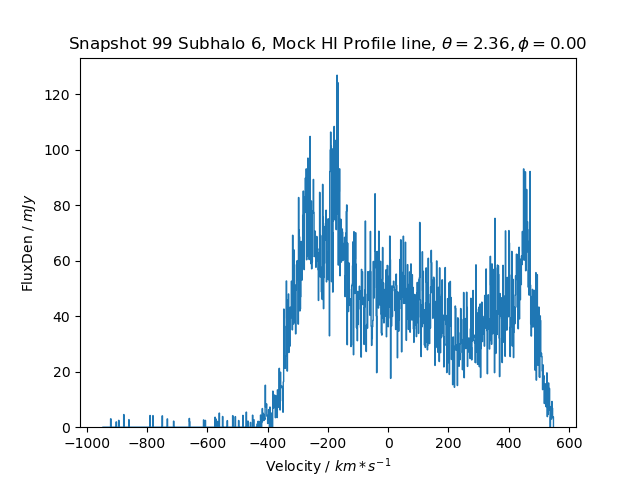 Snapshot 99 Subhalo 6, Mock HI Profile line, θ = 2.36, ϕ = 0.00
FluxDen / mJy
120
100
80
60
40
20
0
−1000 −800 −600 −400 −200 0 200 400 600
Velocity / km * s⁻¹